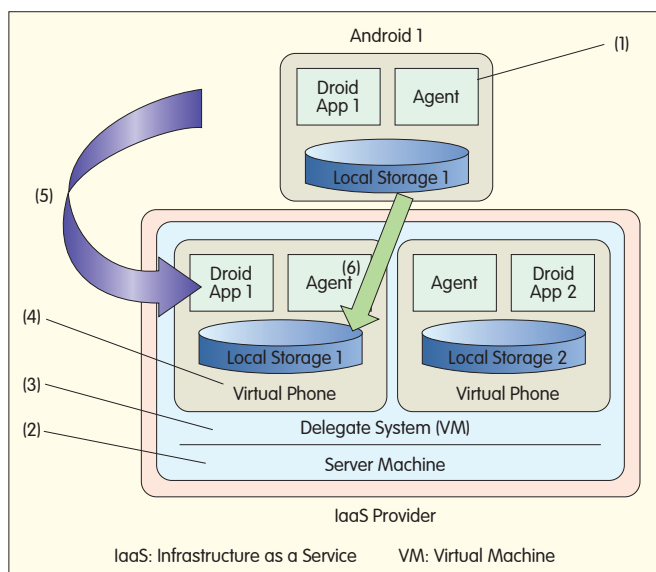 Android 1
(1)
Droid
App 1
Agent
Local Storage 1
(5)
Droid
App 1
Agent
(6)
Agent
Droid
App 2
Local Storage 1
Local Storage 2
(4)
Virtual Phone
Virtual Phone
(3)
Delegate System (VM)
(2)
Server Machine
IaaS Provider
IaaS: Infrastructure as a Service VM: Virtual Machine